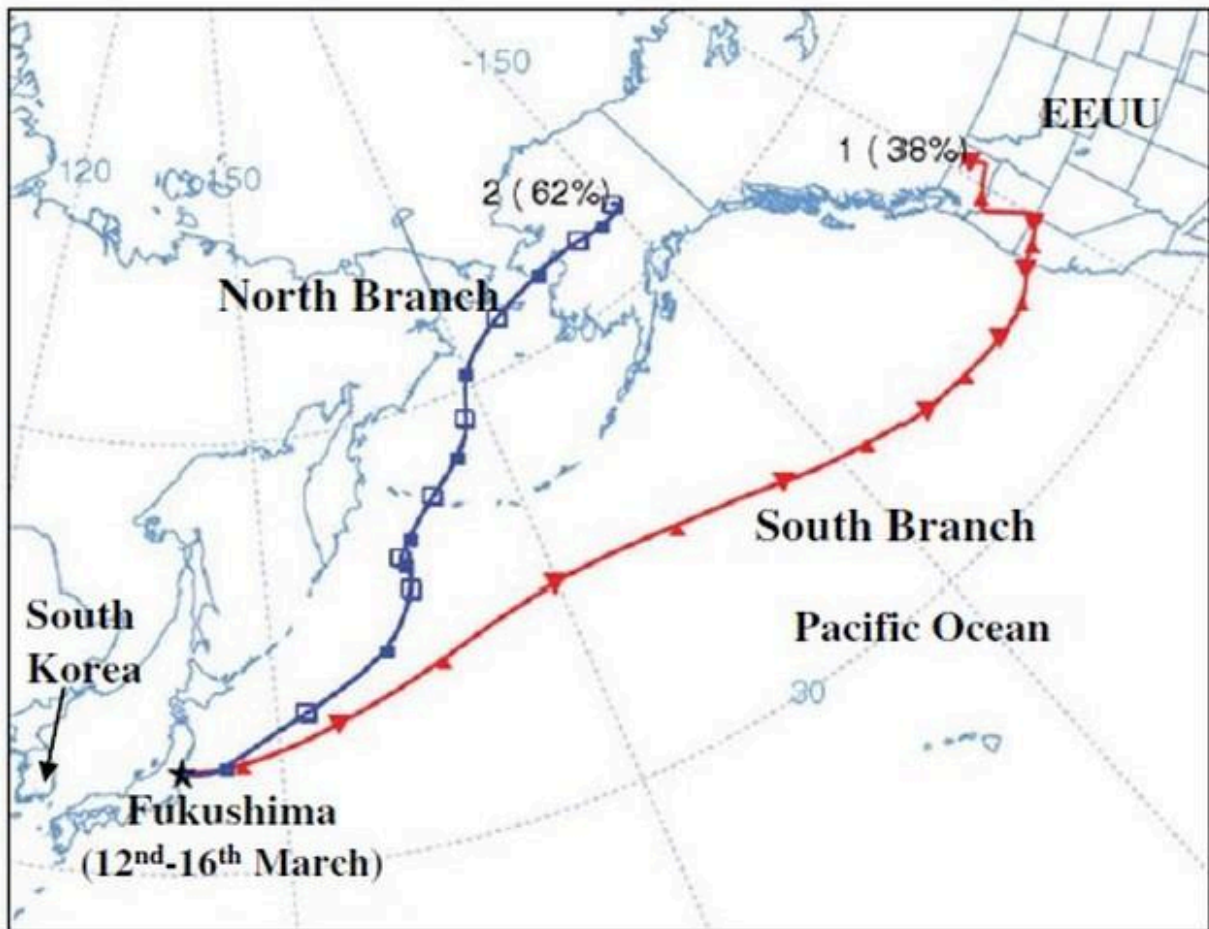 -150
EEUU
1 ( 38%)
120
150
2 ( 62%)
North Branch
South Branch
South
Korea
Pacific Ocean
30
Fukushima
(12nd-16th March)